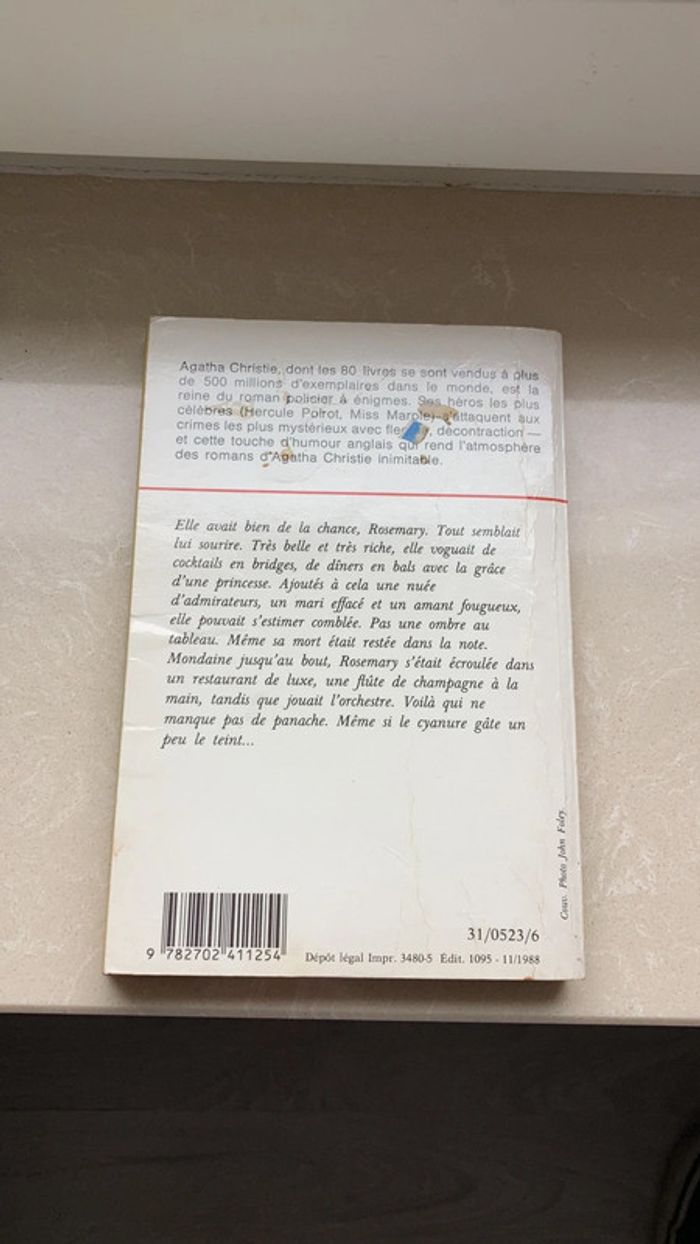 Agatha Christie, dont les 80 livres se sont vendus à plus
de 500 millions d'exemplaires dans le monde, est la
reine du roman policier à énigmes. Ses héros les plus
célèbres (Hercule Poirot, Miss Marple) s'attaquent aux
crimes les plus mystérieux avec décontraction —
et cette touche d'humour anglais qui rend l'atmosphère
des romans d'Agatha Christie inimitable.
Elle avait bien de la chance, Rosemary. Tout semblait
lui sourire. Très belle et très riche, elle voguait de
cocktails en bridges, de dîners en bals avec la grâce
d'une princesse. Ajoutés à cela une nuée
d'admirateurs, un mari effacé et un amant fougueux,
elle pouvait s'estimer comblée. Pas une ombre au
tableau. Même sa mort était restée dans la note.
Mondaine jusqu'au bout, Rosemary s'était écroulée dans
un restaurant de luxe, une flûte de champagne à la
main, tandis que jouait l'orchestre. Voilà qui ne
manque pas de panache. Même si le cyanure gâte un
peu le teint...
Couv. Photo John Foley.
31/0523/6
9 782702 411254
Dépôt légal Impr. 3480-5 Édit. 1095 - 11/1988